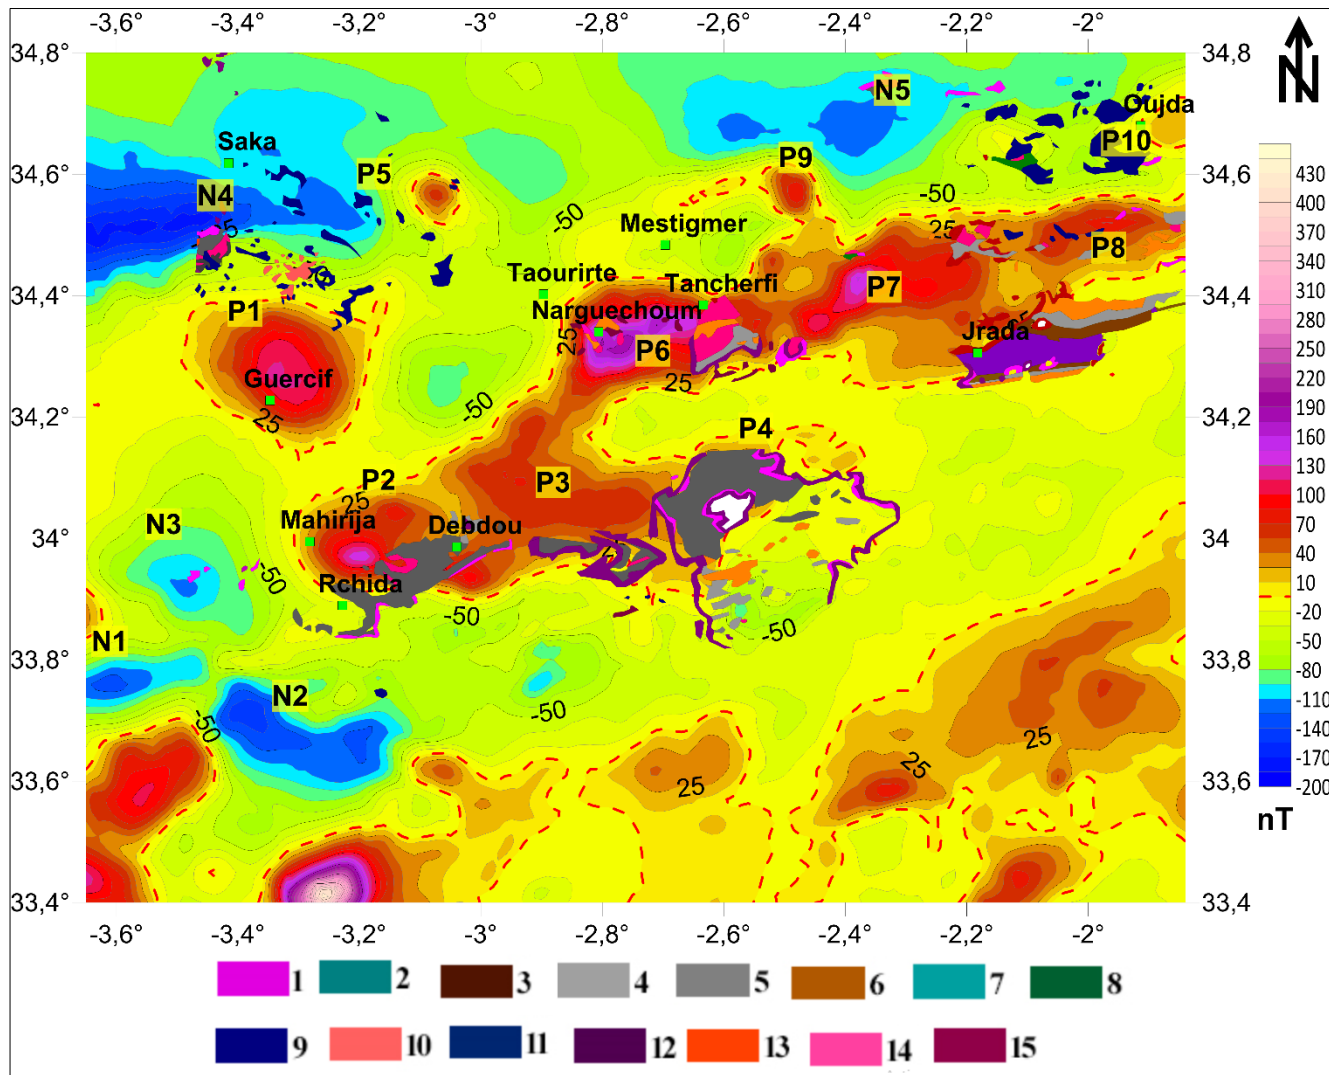 -3,6° -3,4° -3,2° -3° -2,8° -2,6° -2,4° -2,2° -2°
34,8° 34,8
N
N5
Oujda
Saka
P10
P9
P5
34,6° 34,6
N4
-50
-50
25
Mestigmer
P8
Taourirte
Tancherfi
P7
34,4° 34,4
P1
Narguechoum
25
P6
Jrada
Guercif
25
-50
25
34,2° 34,2
P4
P2
P3
25
N3
Mahirija
Debdou
34° 34
-50
Rchida
-50
-50
N1
33,8° 33,8
N2
-50
-50
25
25
25
33,6° 33,6
33,4° 33,4
-3,6° -3,4° -3,2° -3° -2,8° -2,6° -2,4° -2,2° -2°
430
400
380
310
280
250
220
210
190
160
130
100
70
40
10
-20
-50
-80
-110
-140
-170
-200
nT
1 2 3 4 5 6 7 8
9 10 11 12 13 14 15